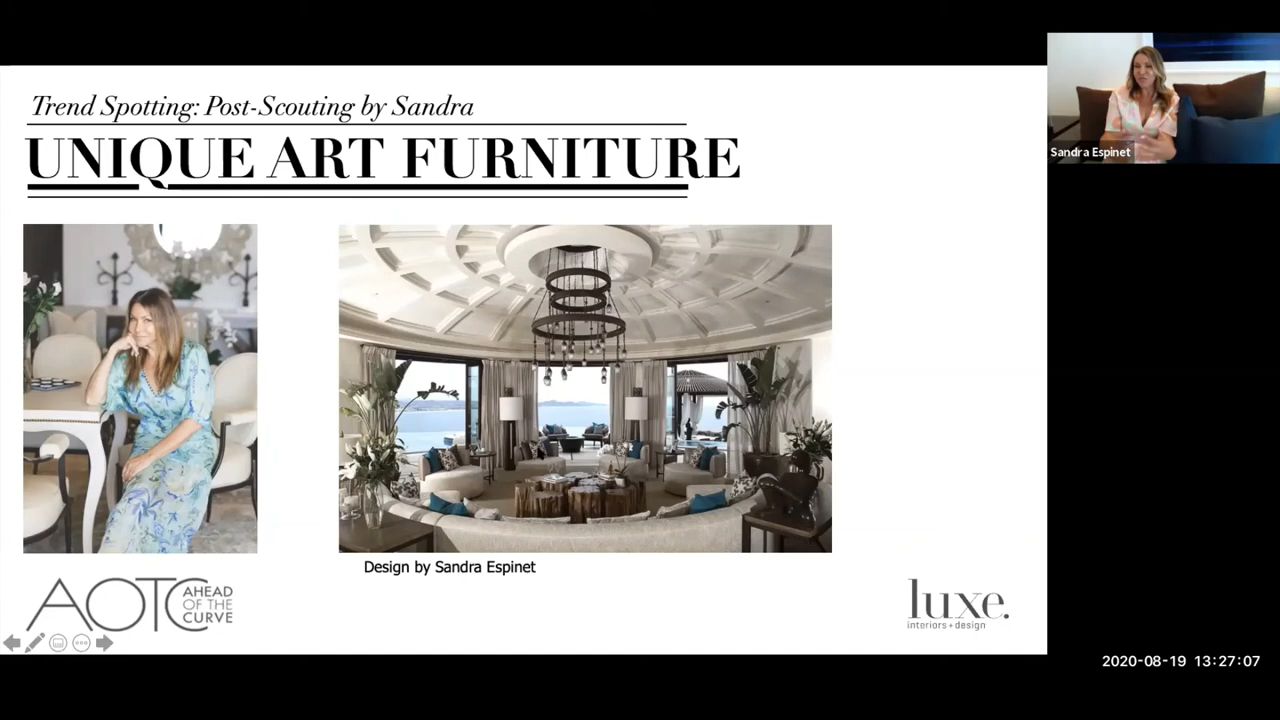 Trend Spotting: Post-Scouting by Sandra
UNIQUE ART FURNITURE
Sandra Espinet
Design by Sandra Espinet
AOTC AHEAD
OF THE
CURVE
luxe.
interiors + design
2020-08-19 13:27:07